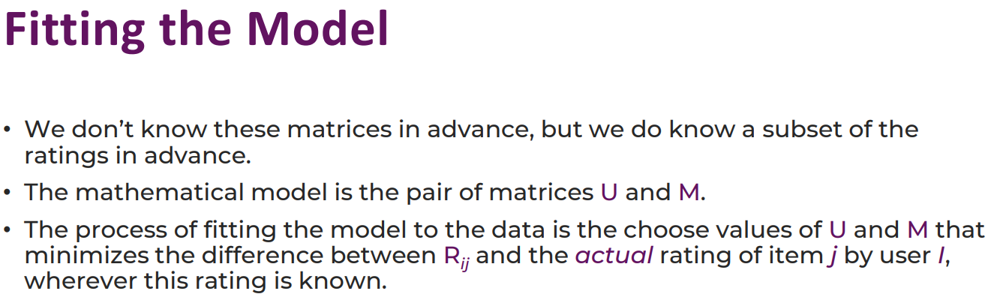 Fitting the Model
• We don’t know these matrices in advance, but we do know a subset of the
ratings in advance.
• The mathematical model is the pair of matrices U and M.
• The process of fitting the model to the data is the choose values of U and M that
minimizes the difference between Rij and the actual rating of item j by user I,
wherever this rating is known.